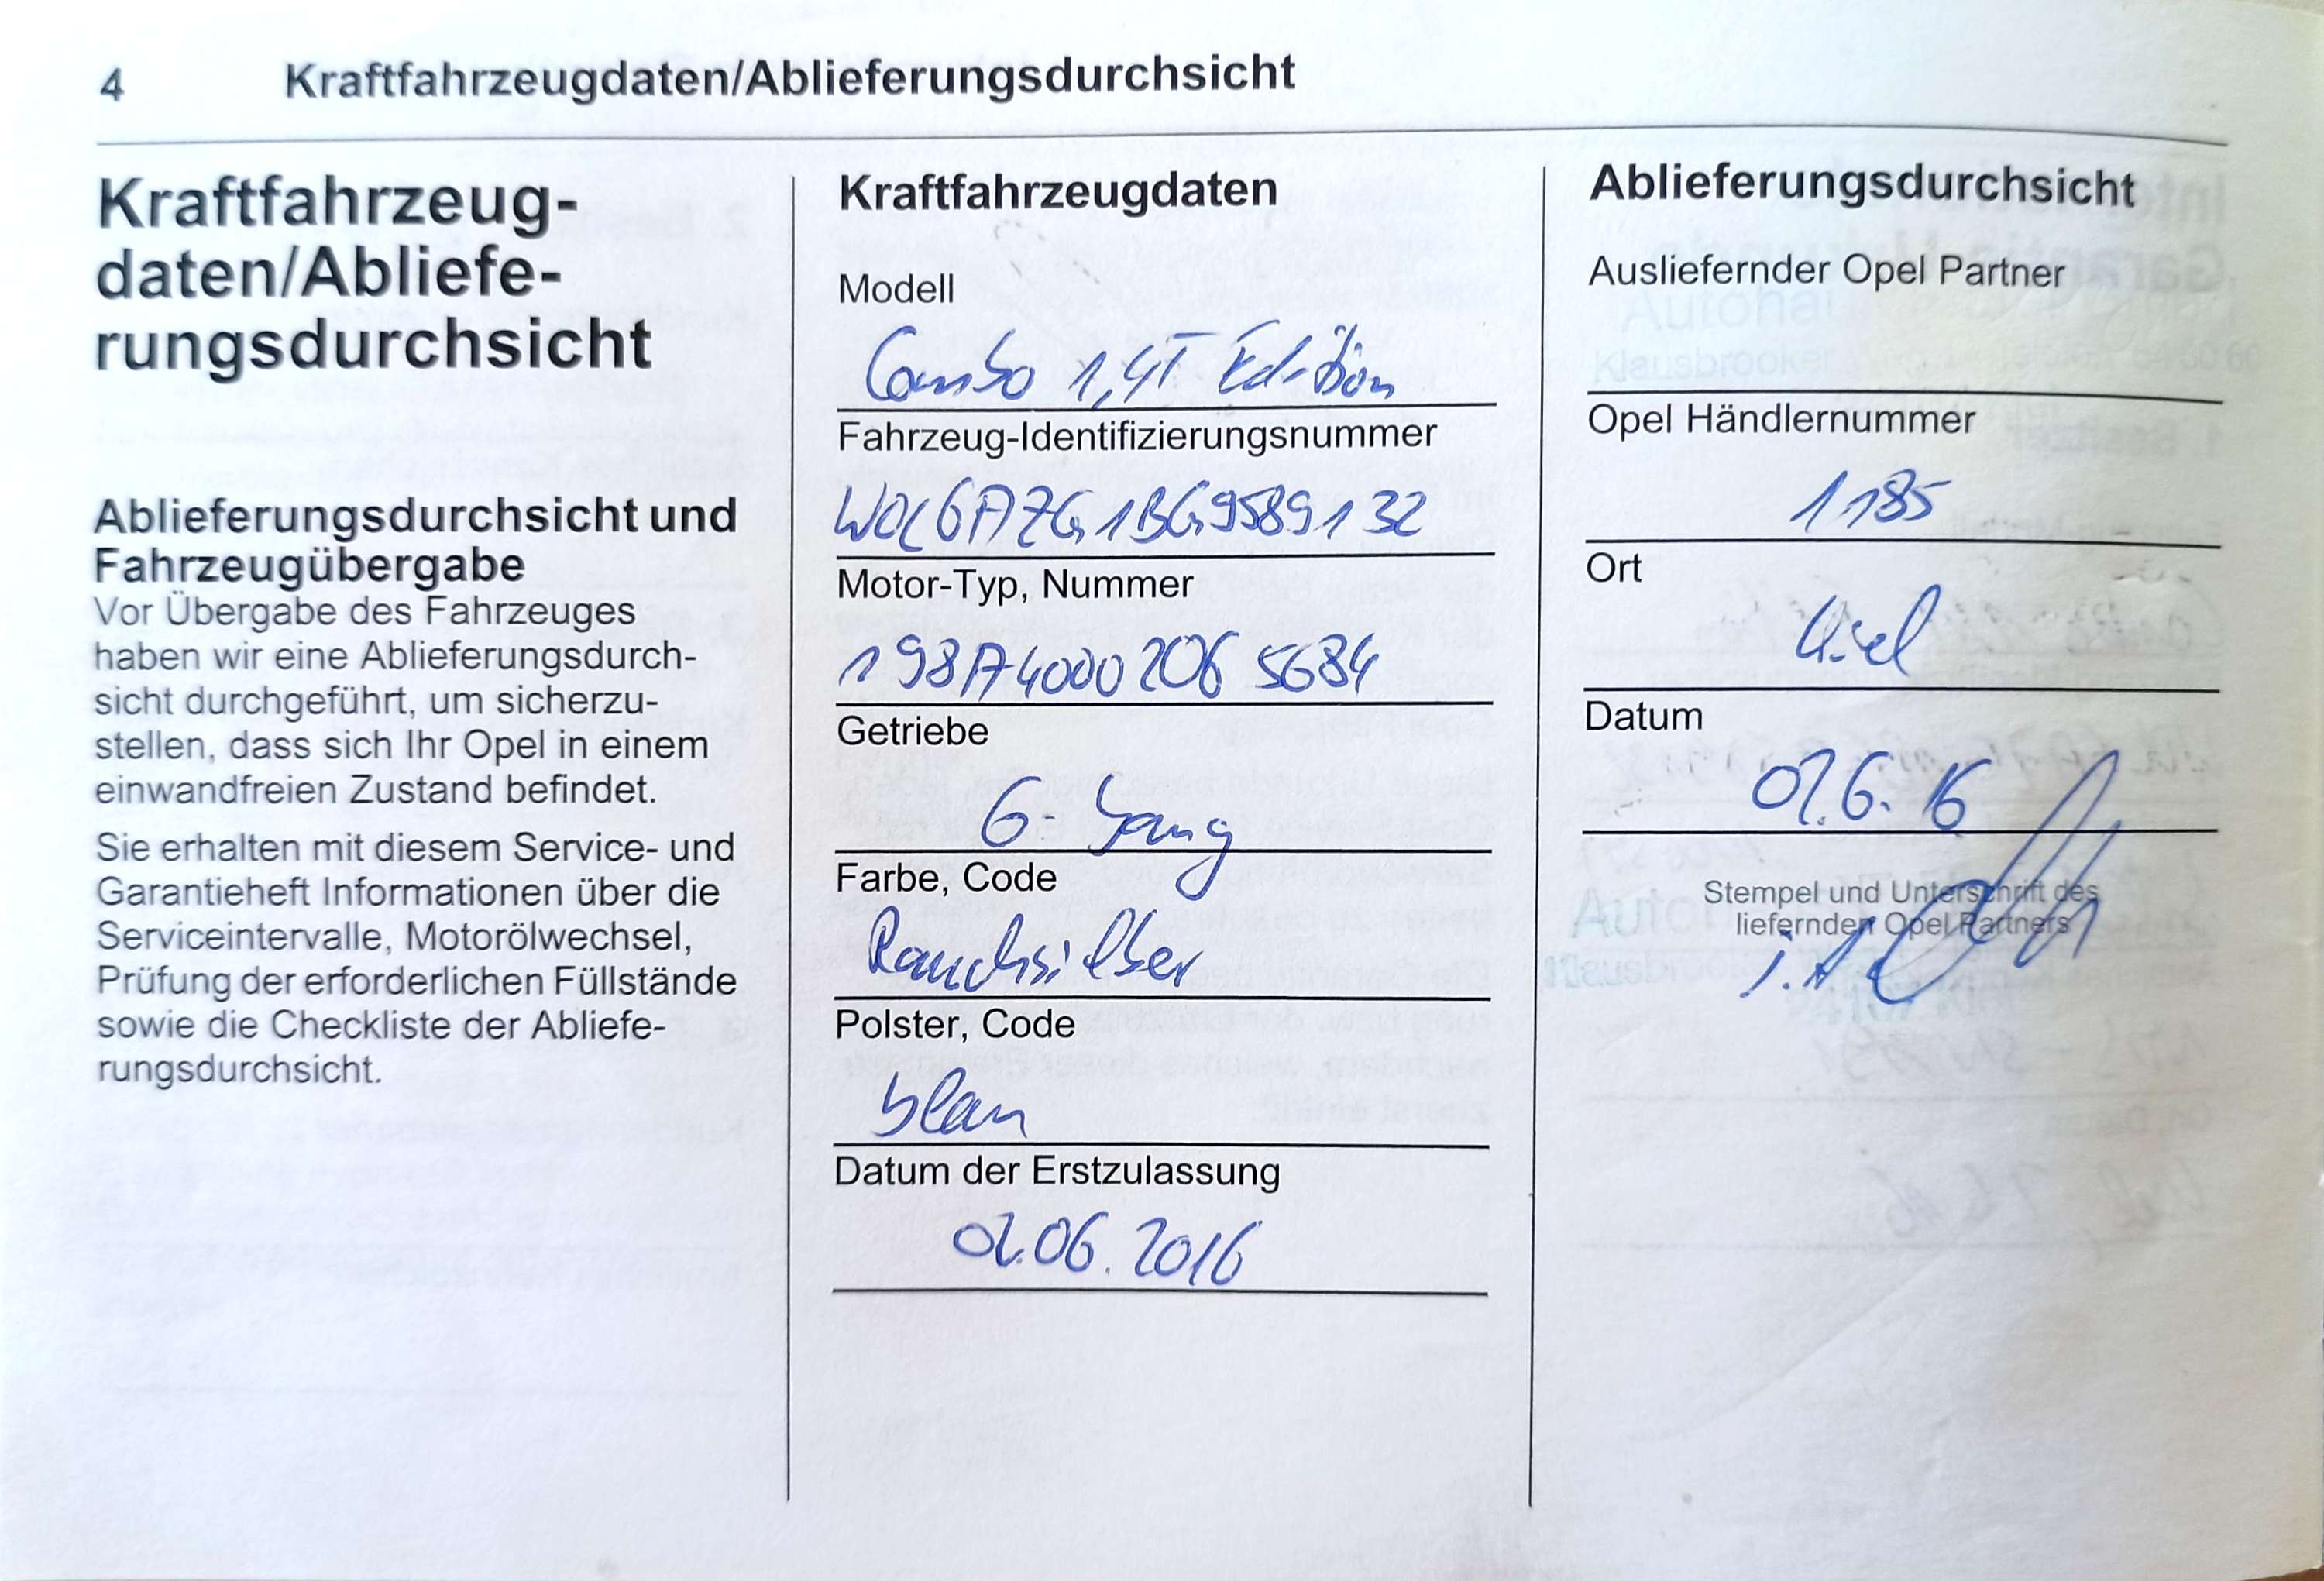 4 Kraftfahrzeugdaten/Ablieferungsdurchsicht
Kraftfahrzeug-
daten/Abliefe-
rungsdurchsicht
Ablieferungsdurchsicht und
Fahrzeugübergabe
Vor Übergabe des Fahrzeuges
haben wir eine Ablieferungsdurch-
sicht durchgeführt, um sicherzu-
stellen, dass sich Ihr Opel in einem
einwandfreien Zustand befindet.
Sie erhalten mit diesem Service- und
Garantieheft Informationen über die
Serviceintervalle, Motorölwechsel,
Prüfung der erforderlichen Füllstände
sowie die Checkliste der Abliefe-
rungsdurchsicht.
Kraftfahrzeugdaten
Modell
Combo 1,4T Edition
Fahrzeug-Identifizierungsnummer
W0L6AZG1BG9589132
Motor-Typ, Nummer
198A4000 206 5684
Getriebe
6-Gang
Farbe, Code
Rauchsilber
Polster, Code
blau
Datum der Erstzulassung
02.06.2016
Ablieferungsdurchsicht
Ausliefernder Opel Partner
Opel Händlernummer
1185
Ort
Kiel
Datum
02.6.16
Stempel und Unterschrift des
liefernden Opel Partners
i.A.